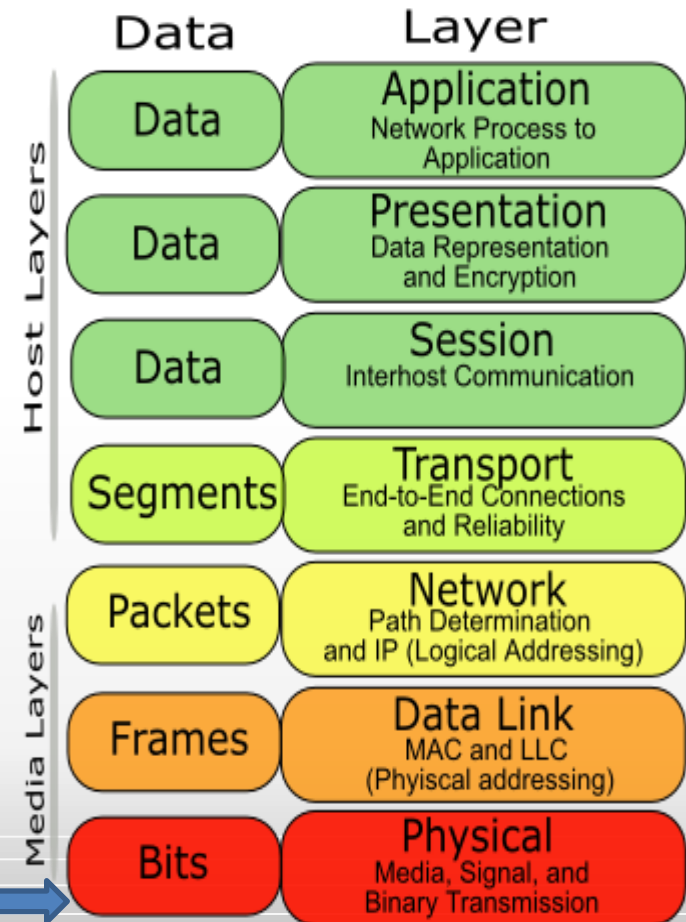 Data Layer
Host Layers
Data
Application
Network Process to
Application
Data
Presentation
Data Representation
and Encryption
Data
Session
Interhost Communication
Segments
Transport
End-to-End Connections
and Reliability
Media Layers
Packets
Network
Path Determination
and IP (Logical Addressing)
Frames
Data Link
MAC and LLC
(Phyiscal addressing)
Bits
Physical
Media, Signal, and
Binary Transmission